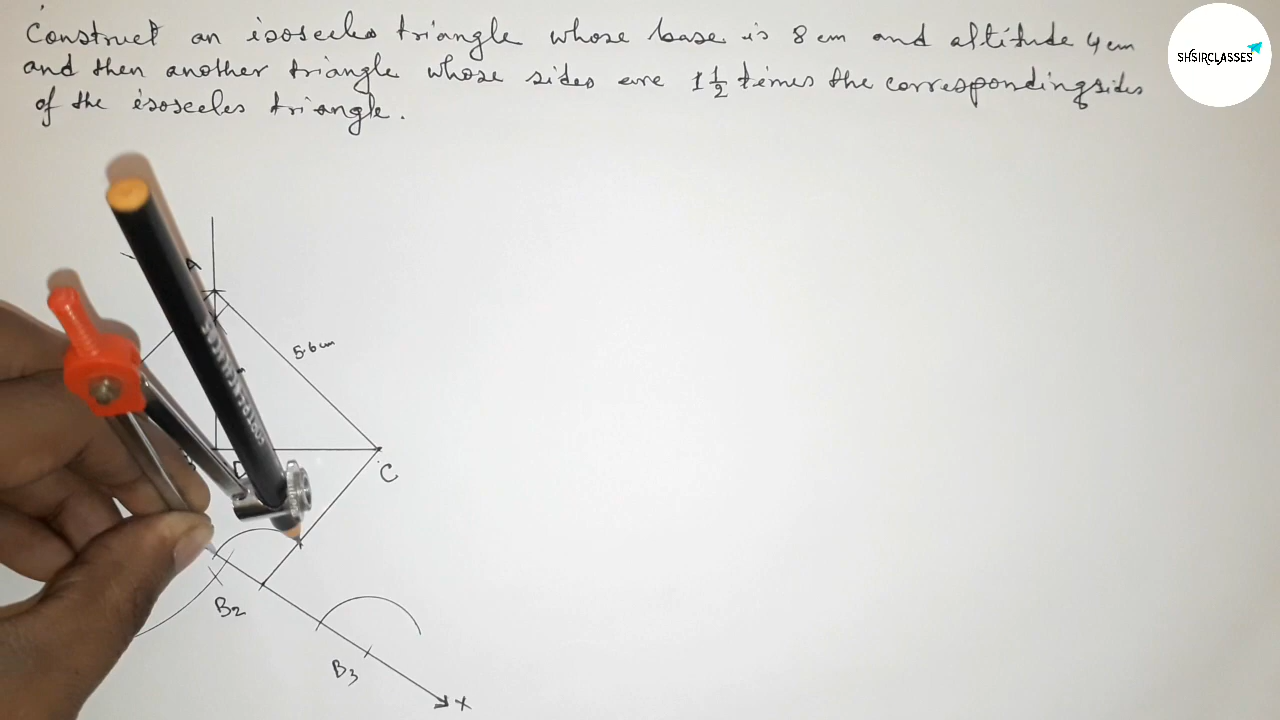 Construct an isosceles triangle whose base is 8 cm and altitude 4 cm
and then another triangle whose sides are 1 1/2 times the corresponding sides
of the isosceles triangle.
SHSIRCLASSES
A
5.6 cm
D
C
B2
B3
X